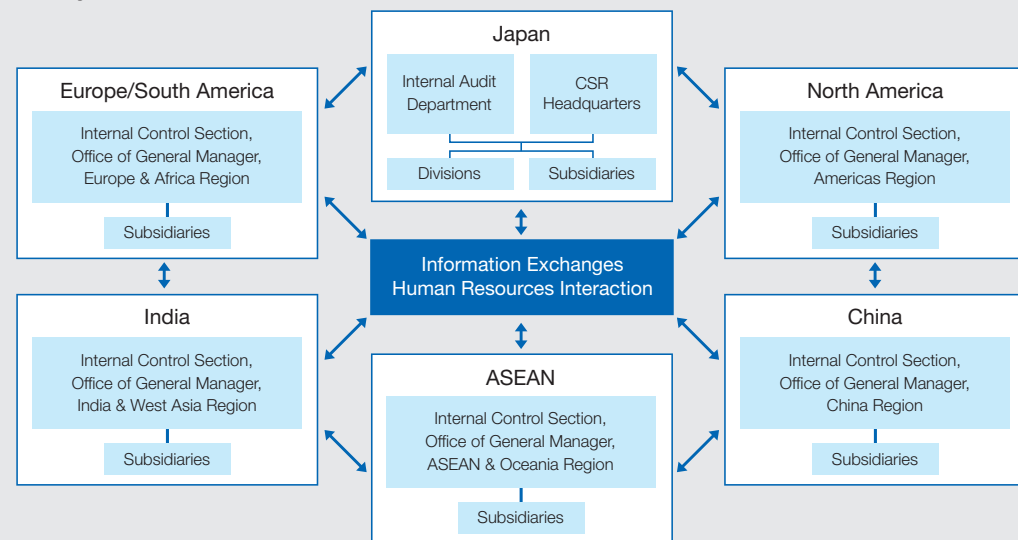 Japan
Internal Audit
Department
CSR
Headquarters
Divisions
Subsidiaries
Europe/South America
Internal Control Section,
Office of General Manager,
Europe & Africa Region
Subsidiaries
North America
Internal Control Section,
Office of General Manager,
Americas Region
Subsidiaries
Information Exchanges
Human Resources Interaction
India
Internal Control Section,
Office of General Manager,
India & West Asia Region
Subsidiaries
ASEAN
Internal Control Section,
Office of General Manager,
ASEAN & Oceania Region
Subsidiaries
China
Internal Control Section,
Office of General Manager,
China Region
Subsidiaries